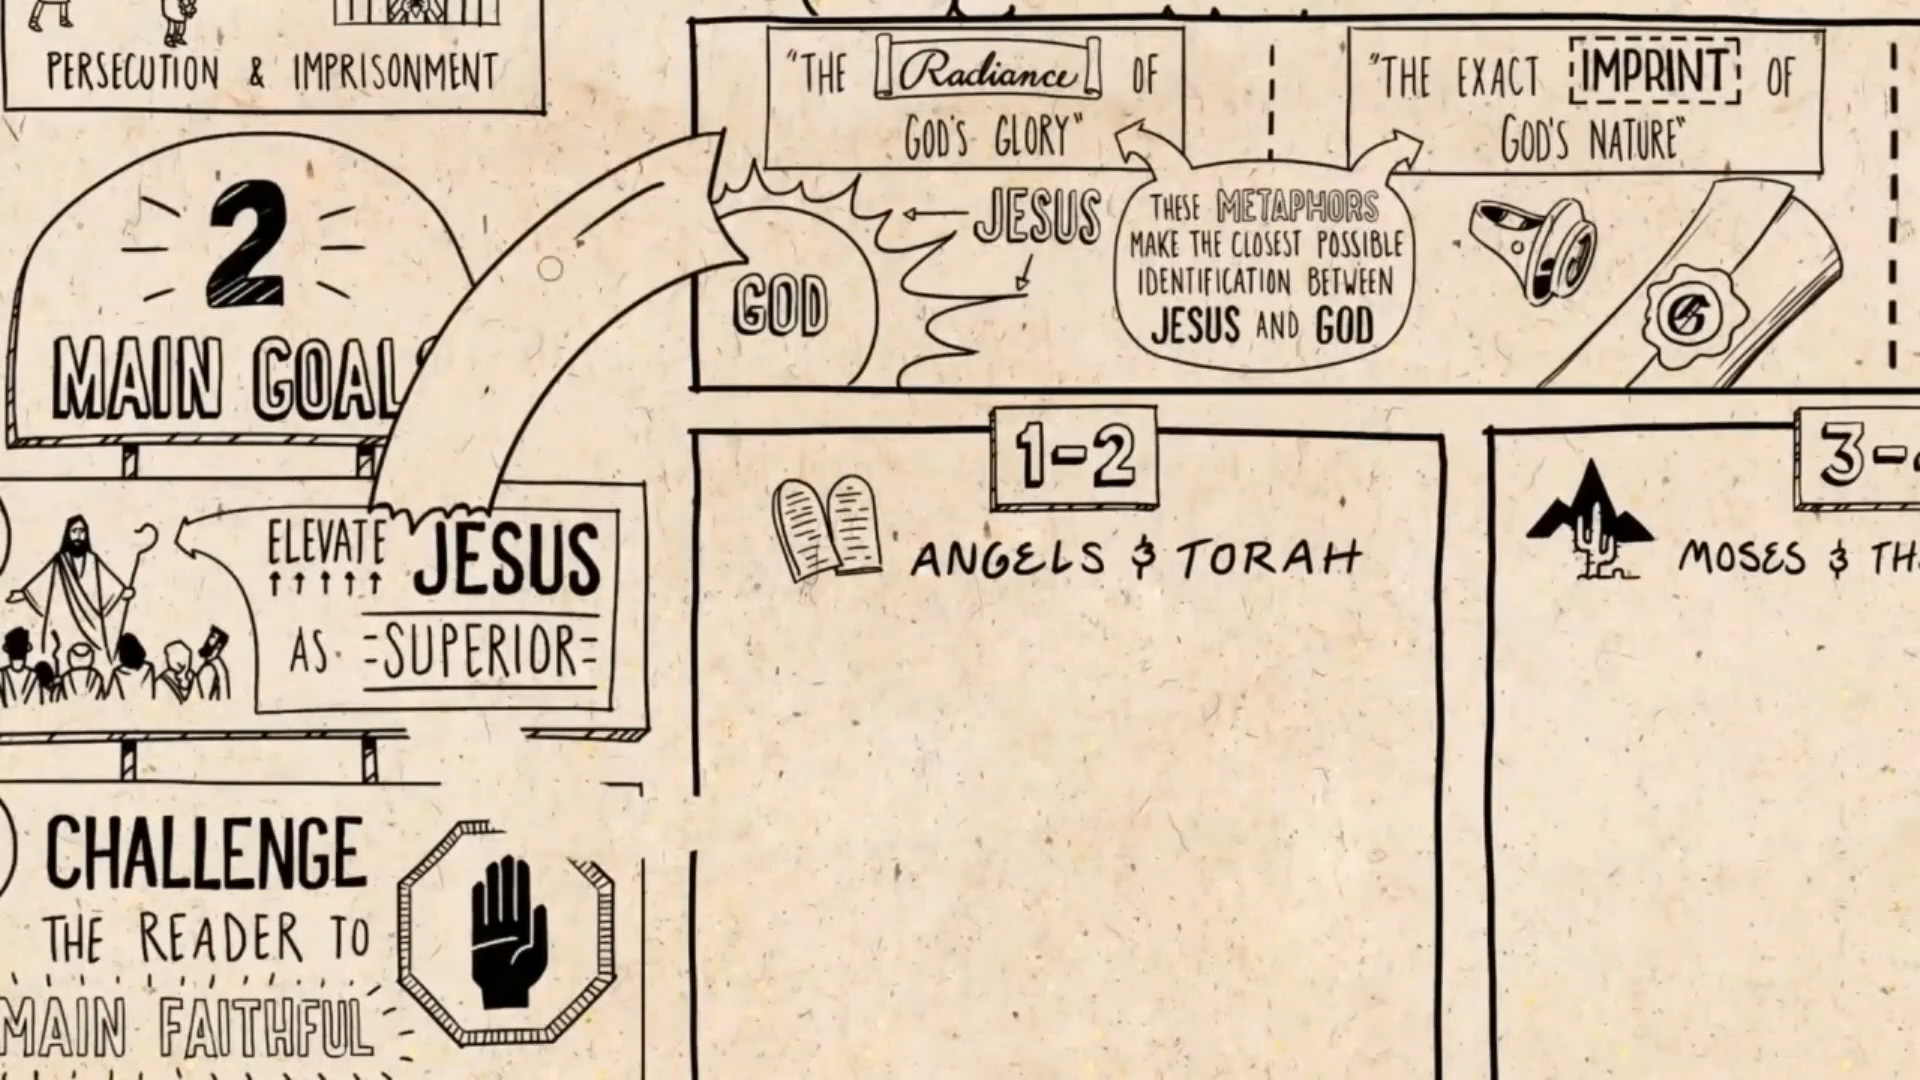 PERSECUTION & IMPRISONMENT
2
MAIN GOAL
ELEVATE JESUS
AS SUPERIOR
CHALLENGE
THE READER TO
MAIN FAITHFUL
"THE Radiance OF
GOD'S GLORY"
"THE EXACT IMPRINT OF
GOD'S NATURE"
GOD
JESUS
THESE METAPHORS
MAKE THE CLOSEST POSSIBLE
IDENTIFICATION BETWEEN
JESUS AND GOD
G
1-2
ANGELS & TORAH
3-
MOSES & TH